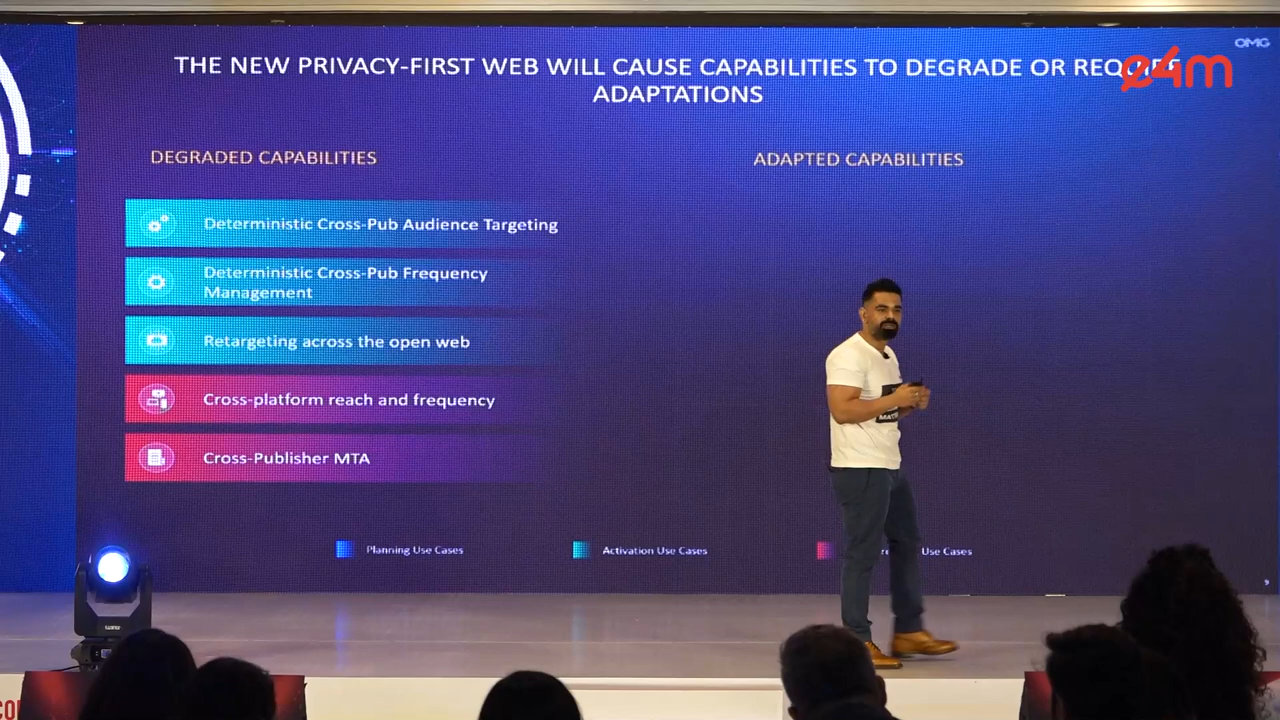 OMG
e4m
THE NEW PRIVACY-FIRST WEB WILL CAUSE CAPABILITIES TO DEGRADE OR REQUIRE
ADAPTATIONS
DEGRADED CAPABILITIES
ADAPTED CAPABILITIES
Deterministic Cross-Pub Audience Targeting
Deterministic Cross-Pub Frequency
Management
Retargeting across the open web
Cross-platform reach and frequency
Cross-Publisher MTA
Planning Use Cases
Activation Use Cases
Use Cases
9